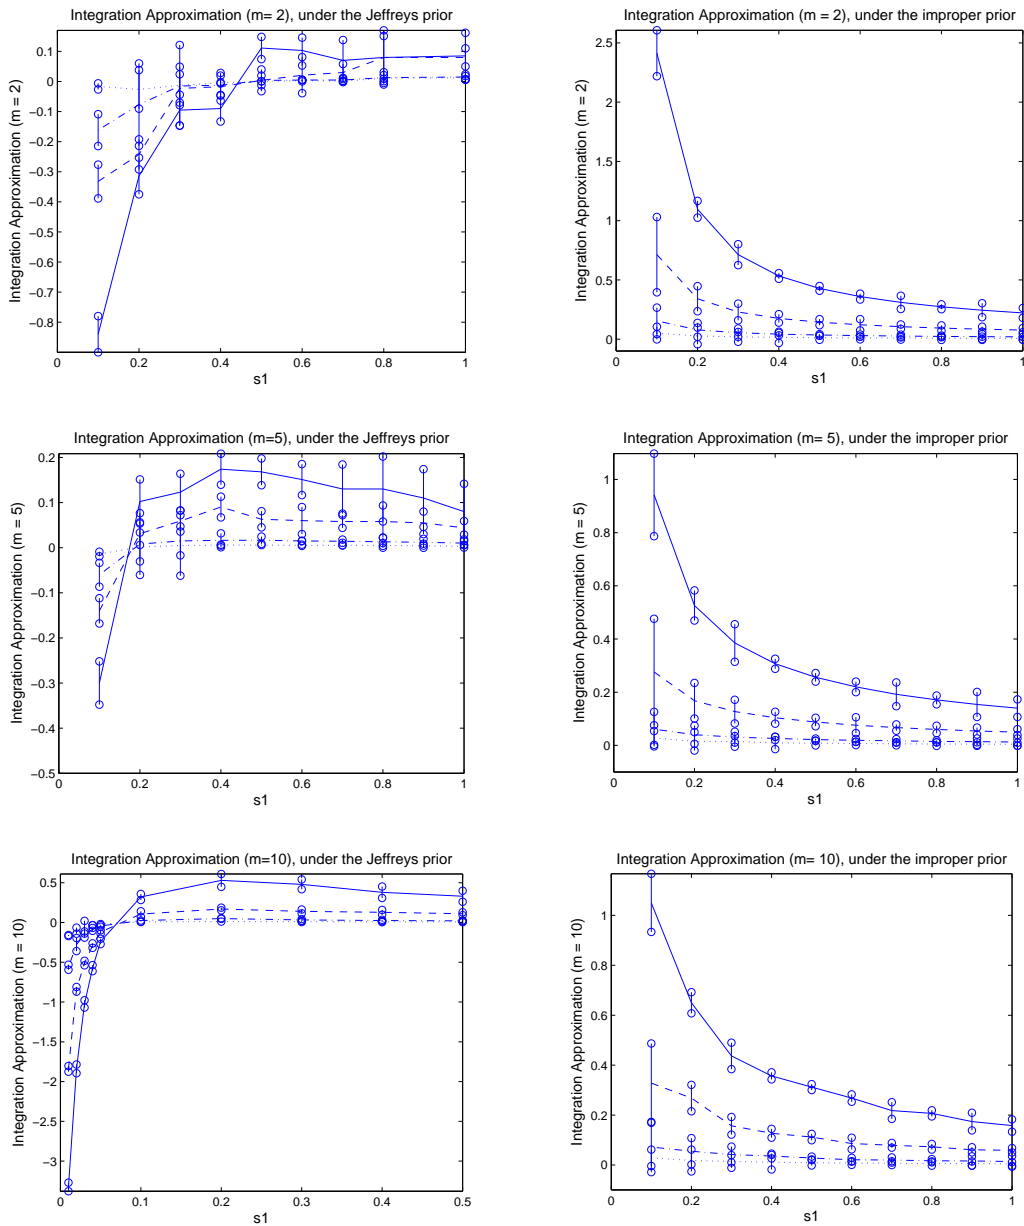 Integration Approximation (m= 2), under the Jeffreys prior
Integration Approximation (m = 2)
0.1
0
−0.1
−0.2
−0.3
−0.4
−0.5
−0.6
−0.7
−0.8
0 0.2 0.4 0.6 0.8 1
s1
Integration Approximation (m = 2), under the improper prior
Integration Approximation (m = 2)
2.5
2
1.5
1
0.5
0
0 0.2 0.4 0.6 0.8 1
s1
Integration Approximation (m=5), under the Jeffreys prior
Integration Approximation (m = 5)
0.2
0.1
0
−0.1
−0.2
−0.3
−0.4
−0.5
0 0.2 0.4 0.6 0.8 1
s1
Integration Approximation (m= 5), under the improper prior
Integration Approximation (m = 5)
1
0.8
0.6
0.4
0.2
0
0 0.2 0.4 0.6 0.8 1
s1
Integration Approximation (m=10), under the Jeffreys prior
Integration Approximation (m = 10)
0.5
0
−0.5
−1
−1.5
−2
−2.5
−3
0 0.1 0.2 0.3 0.4 0.5
s1
Integration Approximation (m= 10), under the improper prior
Integration Approximation (m = 10)
1
0.8
0.6
0.4
0.2
0
0 0.2 0.4 0.6 0.8 1
s1